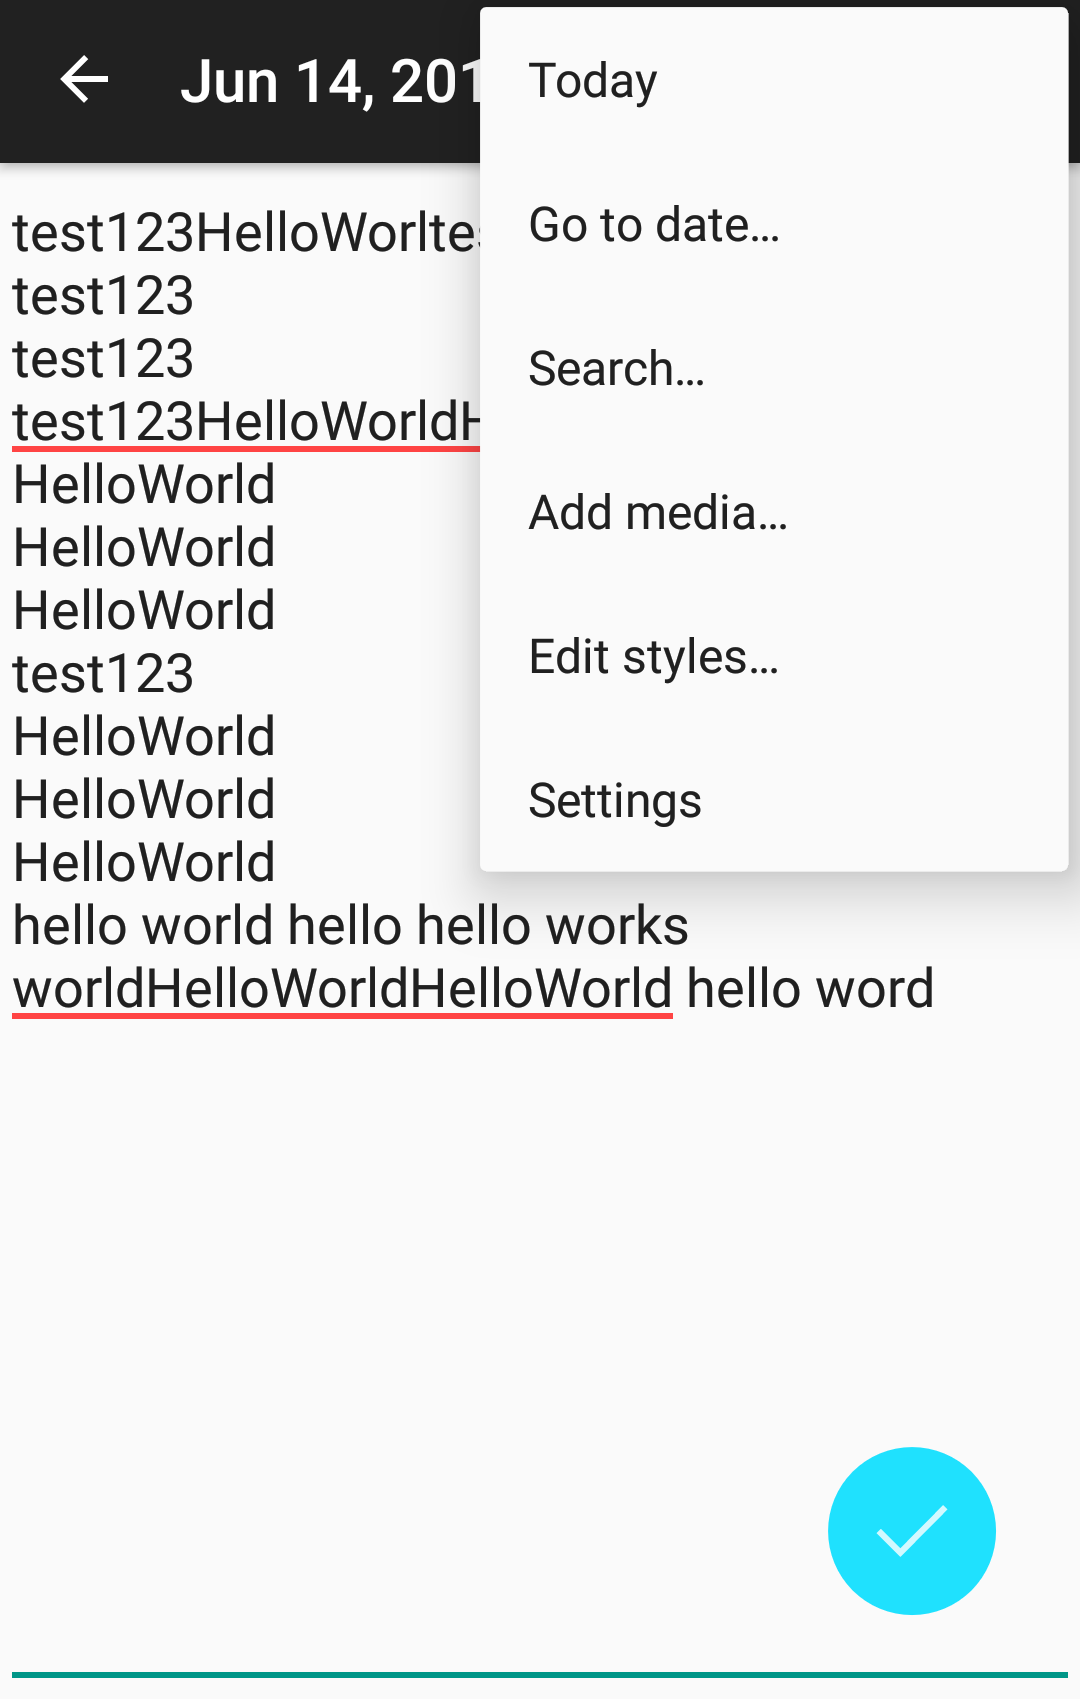 Jun 14, 201
Today
Go to date...
Search...
Add media...
Edit styles...
Settings
test123HelloWorlte
test123
test123
test123HelloWorldH
HelloWorld
HelloWorld
HelloWorld
test123
HelloWorld
HelloWorld
HelloWorld
hello world hello hello works
worldHelloWorldHelloWorld hello word